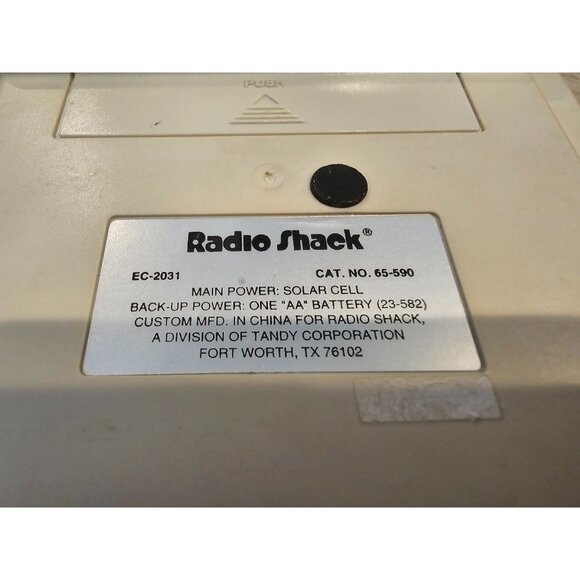 PUSH
Radio Shack®
EC-2031 CAT. NO. 65-590
MAIN POWER: SOLAR CELL
BACK-UP POWER: ONE "AA" BATTERY (23-582)
CUSTOM MFD. IN CHINA FOR RADIO SHACK,
A DIVISION OF TANDY CORPORATION
FORT WORTH, TX 76102